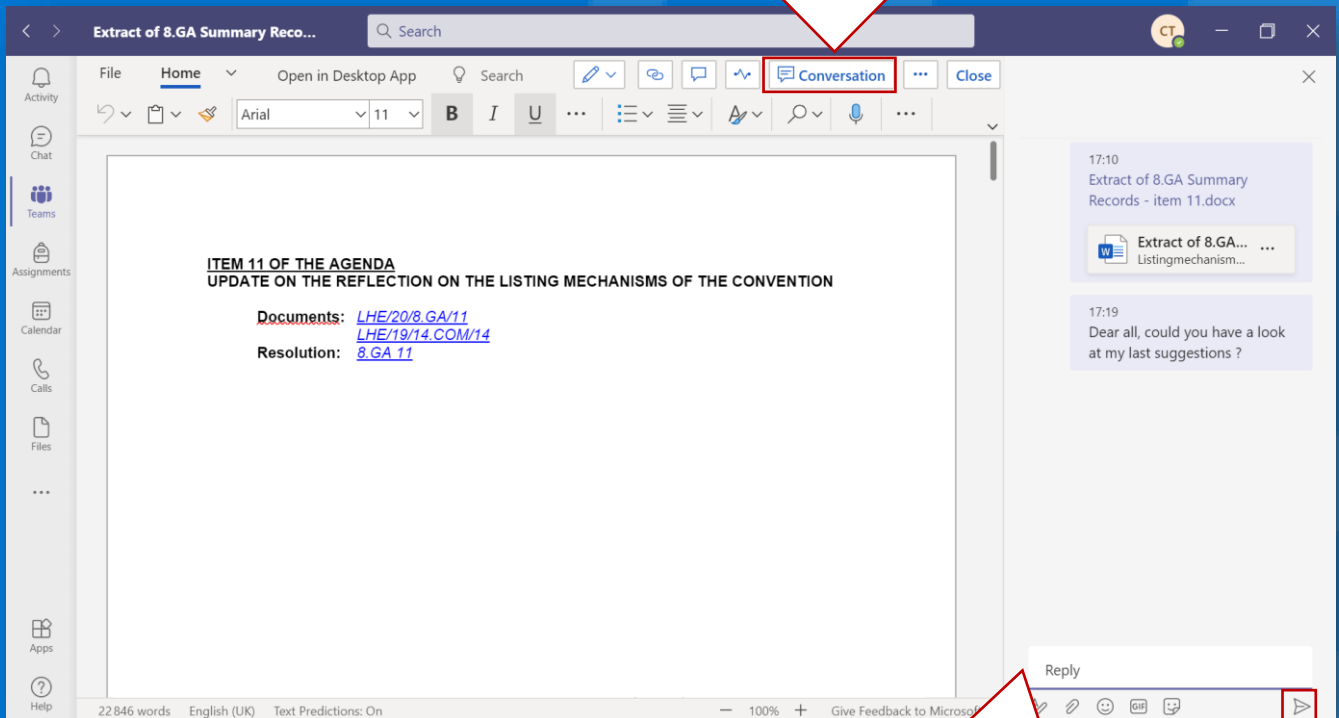 Extract of 8.GA Summary Reco...
Search
CT
Activity
Chat
Teams
Assignments
Calendar
Calls
Files
Apps
Help
File Home Open in Desktop App Search Conversation ... Close
Arial 11 B I U ... ...
ITEM 11 OF THE AGENDA
UPDATE ON THE REFLECTION ON THE LISTING MECHANISMS OF THE CONVENTION
Documents: LHE/20/8.GA/11
LHE/19/14.COM/14
Resolution: 8.GA 11
22 846 words English (UK) Text Predictions: On 100% Give Feedback to Microsof
17:10
Extract of 8.GA Summary
Records - item 11.docx
Extract of 8.GA... ...
Listingmechanism...
17:19
Dear all, could you have a look
at my last suggestions ?
Reply
GIF